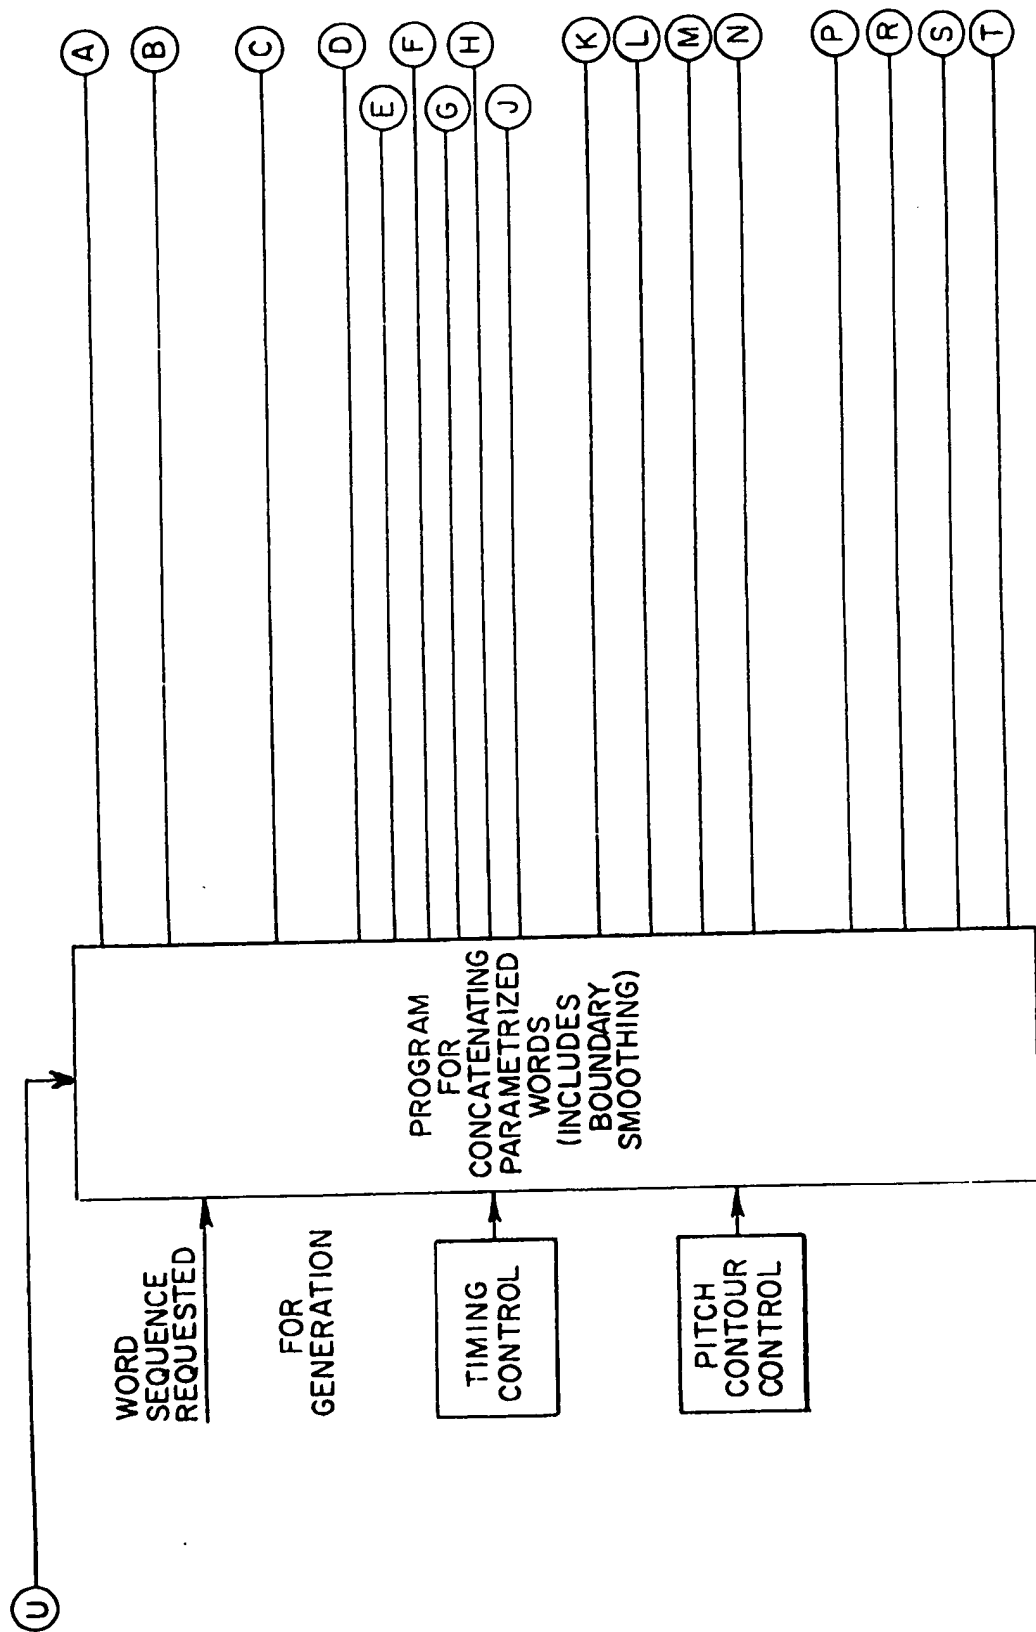 U
WORD
SEQUENCE
REQUESTED
FOR
GENERATION
TIMING
CONTROL
PITCH
CONTOUR
CONTROL
PROGRAM
FOR
CONCATENATING
PARAMETRIZED
WORDS
(INCLUDES
BOUNDARY
SMOOTHING)
A
B
C
D
E
F
G
H
J
K
L
M
N
P
R
S
T